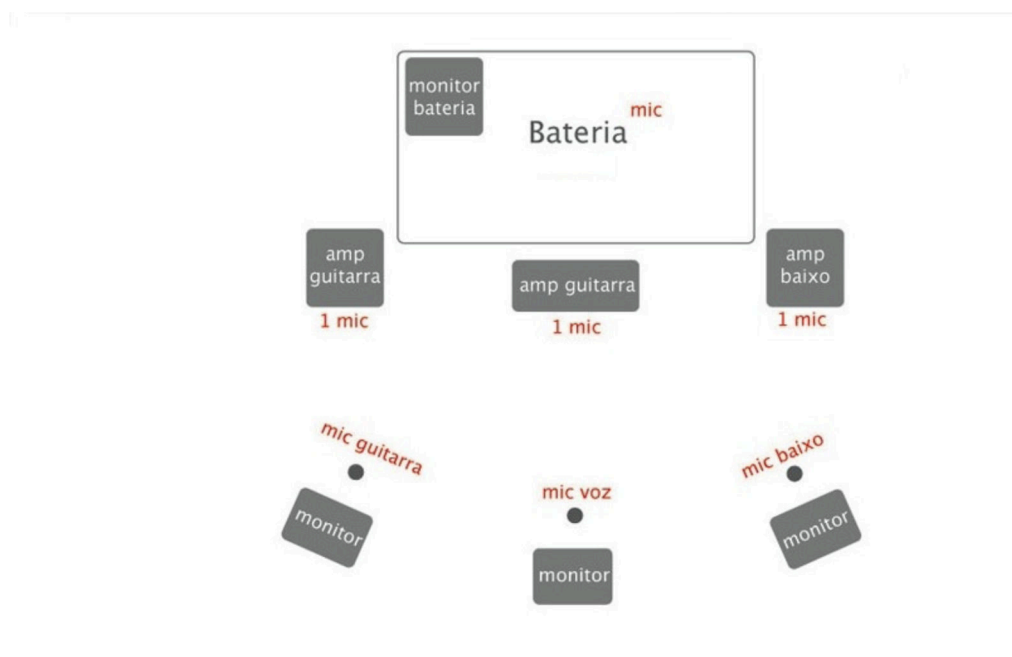 monitor
bateria
mic
Bateria
amp
guitarra
amp guitarra
amp
baixo
1 mic
1 mic
1 mic
mic guitarra
mic baixo
mic voz
monitor
monitor
monitor